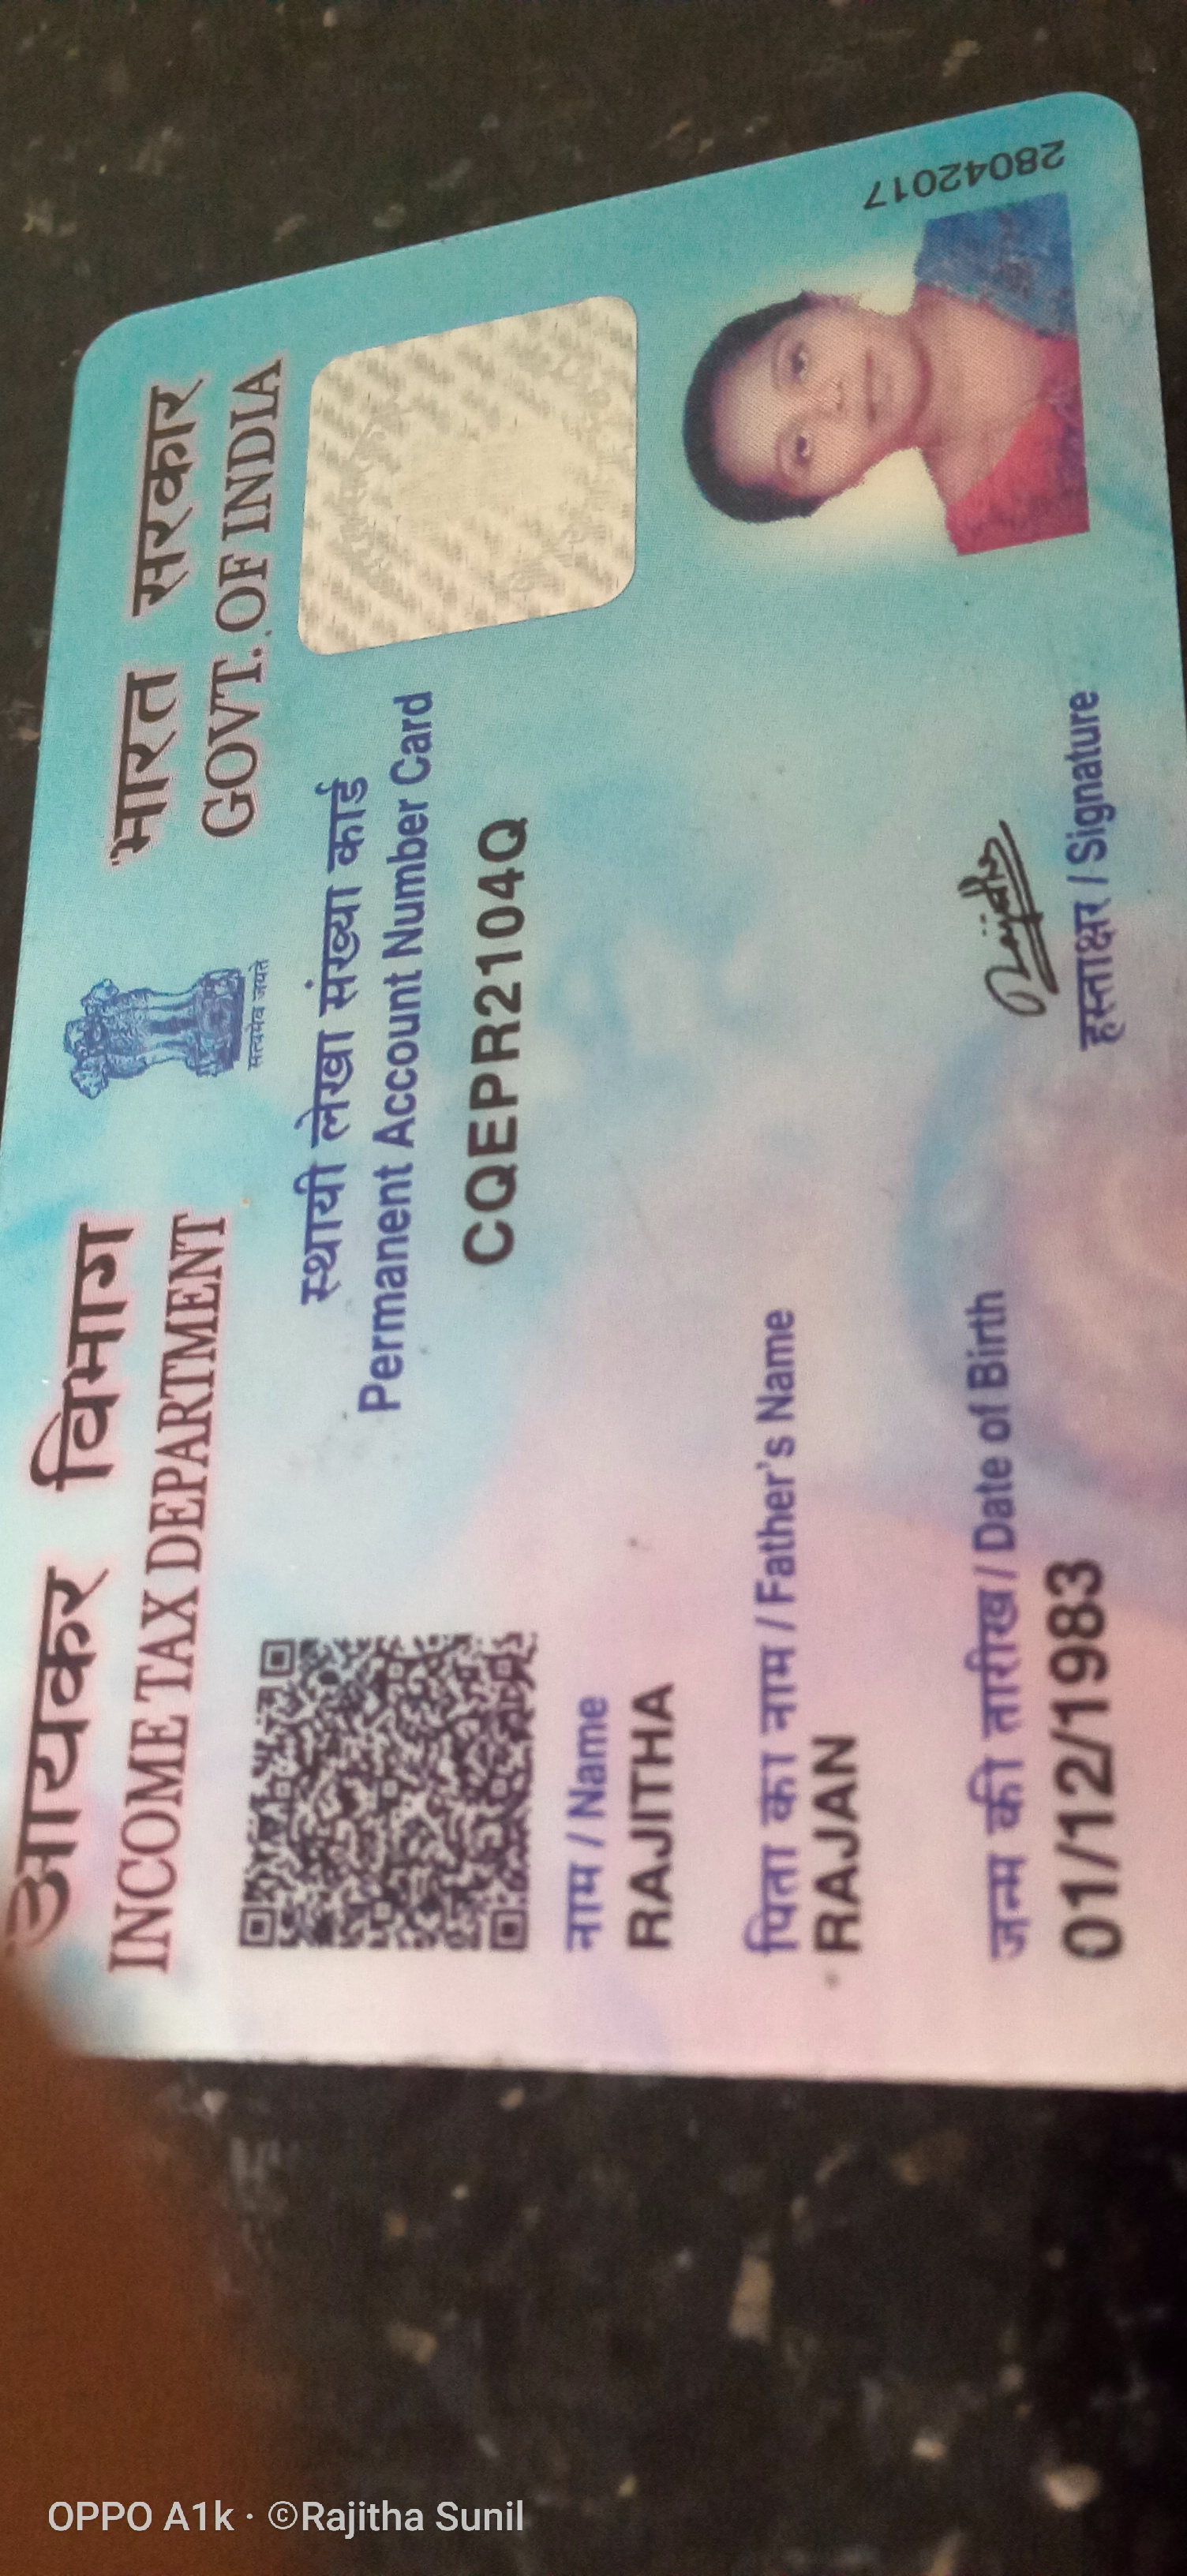 आयकर विभाग
INCOME TAX DEPARTMENT
सत्यमेव जयते
भारत सरकार
GOVT. OF INDIA
स्थायी लेखा संख्या कार्ड
Permanent Account Number Card
CQEPR2104Q
नाम / Name
RAJITHA
पिता का नाम / Father's Name
RAJAN
जन्म की तारीख / Date of Birth
01/12/1983
Rajitha
हस्ताक्षर / Signature
28042017
OPPO A1k · ©Rajitha Sunil